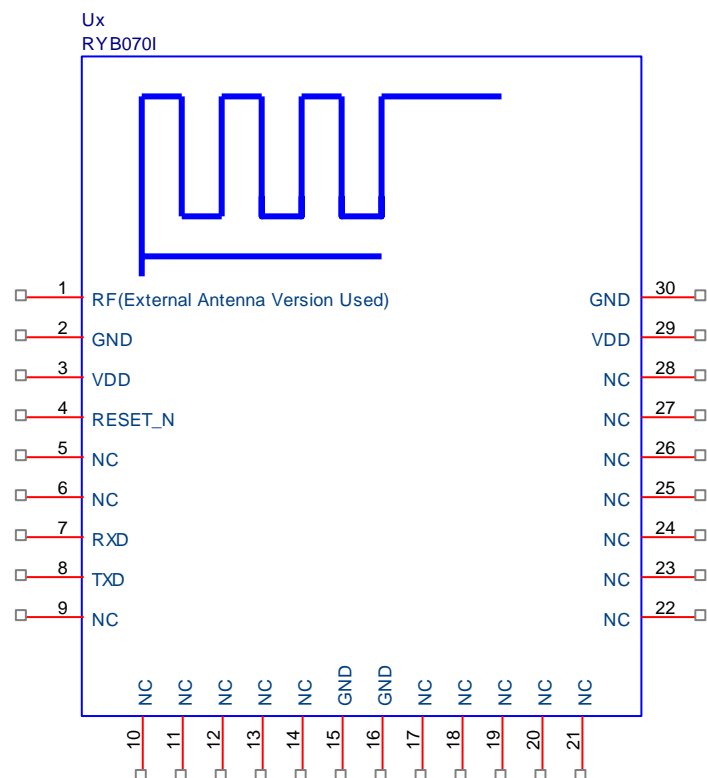 Ux
RYB070I
1 RF(External Antenna Version Used)
2 GND
3 VDD
4 RESET_N
5 NC
6 NC
7 RXD
8 TXD
9 NC
GND 30
VDD 29
NC 28
NC 27
NC 26
NC 25
NC 24
NC 23
NC 22
10 NC
11 NC
12 NC
13 NC
14 NC
15 GND
16 GND
17 NC
18 NC
19 NC
20 NC
21 NC